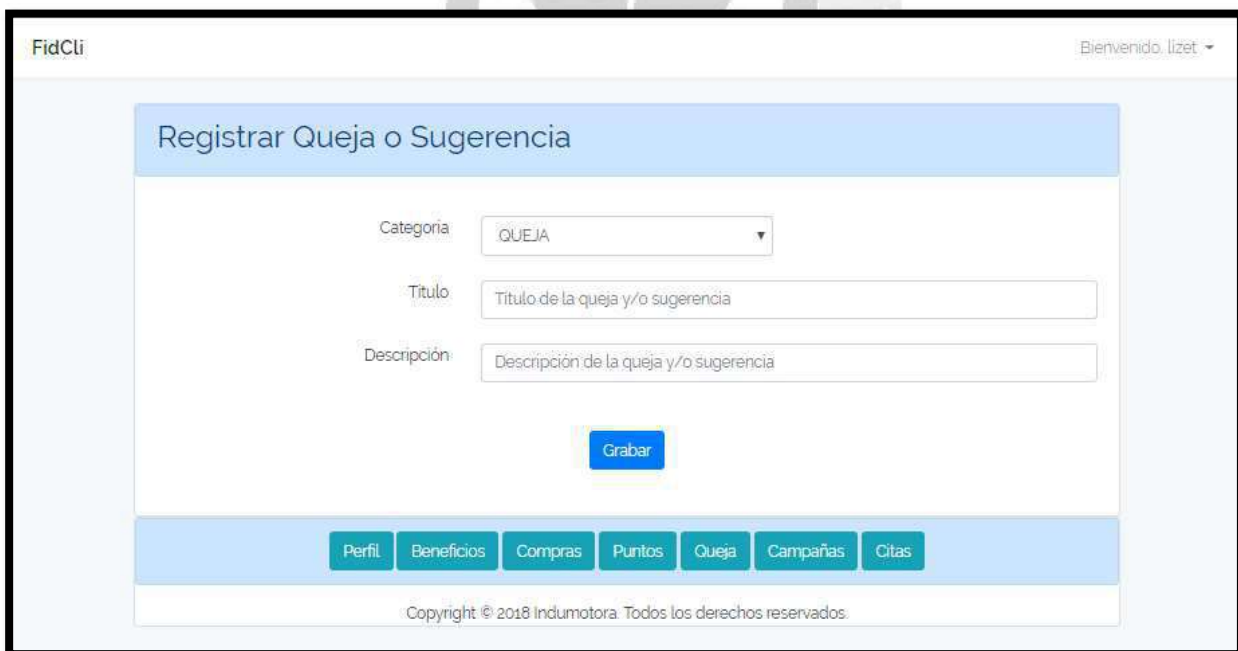 FidCli
Bienvenido, lizet
Registrar Queja o Sugerencia
Categoria
QUEJA
Titulo
Titulo de la queja y/o sugerencia
Descripción
Descripción de la queja y/o sugerencia
Grabar
Perfil Beneficios Compras Puntos Queja Campañas Citas
Copyright © 2018 Indumotora. Todos los derechos reservados.